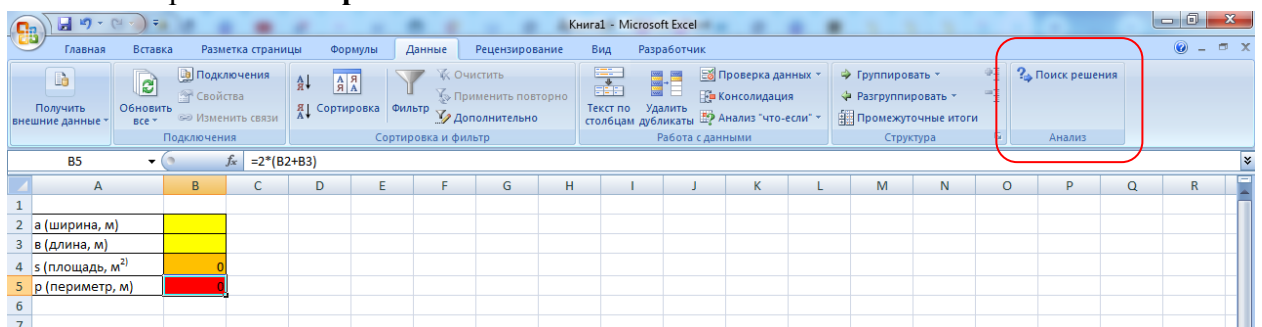 Книга1 - Microsoft Excel
Главная Вставка Разметка страницы Формулы Данные Рецензирование Вид Разработчик
Получить внешние данные
Обновить все
Подключения
Свойства
Изменить связи
Подключения
Сортировка
Фильтр
Очистить
Применить повторно
Дополнительно
Сортировка и фильтр
Текст по столбцам
Удалить дубликаты
Проверка данных
Консолидация
Анализ "что-если"
Работа с данными
Группировать
Разгруппировать
Промежуточные итоги
Структура
Поиск решения
Анализ
B5 fx =2*(B2+B3)
A B C D E F G H I J K L M N O P Q R
1
2 а (ширина, м)
3 в (длина, м)
4 s (площадь, м²⁾ 0
5 р (периметр, м) 0
6
7